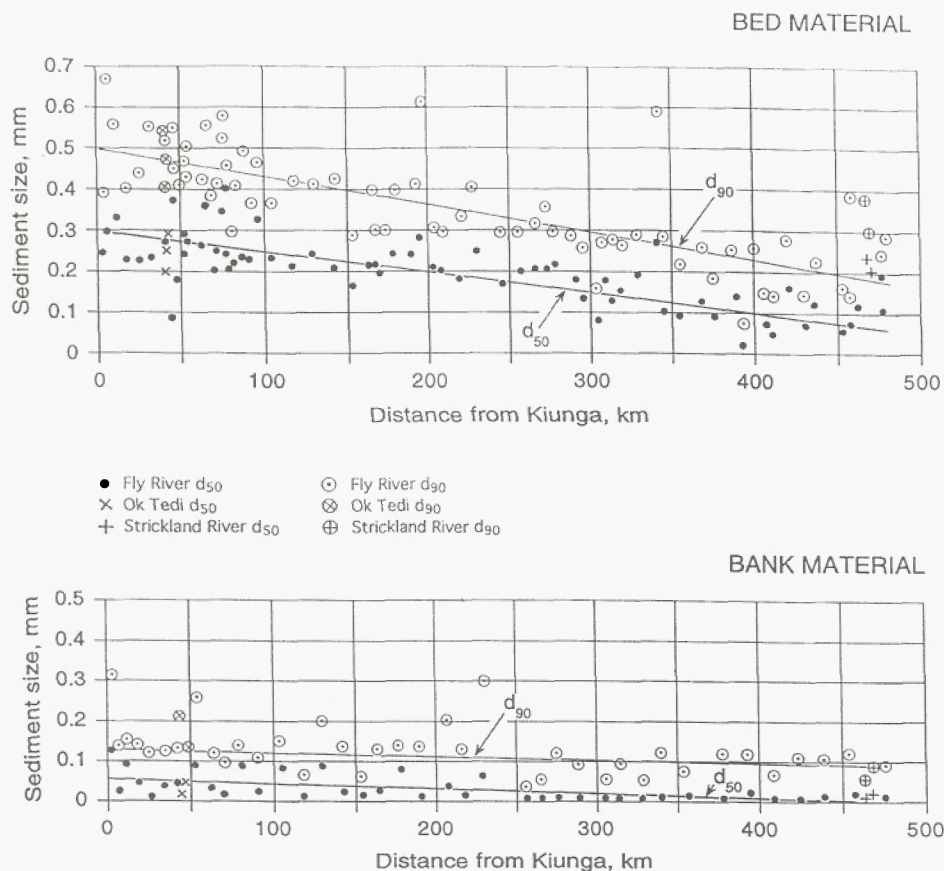 BED MATERIAL
Sediment size, mm
0.7
0.6
0.5
0.4
0.3
0.2
0.1
0
d90
d50
0 100 200 300 400 500
Distance from Kiunga, km
● Fly River d50 ⊙ Fly River d90
× Ok Tedi d50 ⊗ Ok Tedi d90
+ Strickland River d50 ⊕ Strickland River d90
BANK MATERIAL
Sediment size, mm
0.5
0.4
0.3
0.2
0.1
0
d90
d50
0 100 200 300 400 500
Distance from Kiunga, km